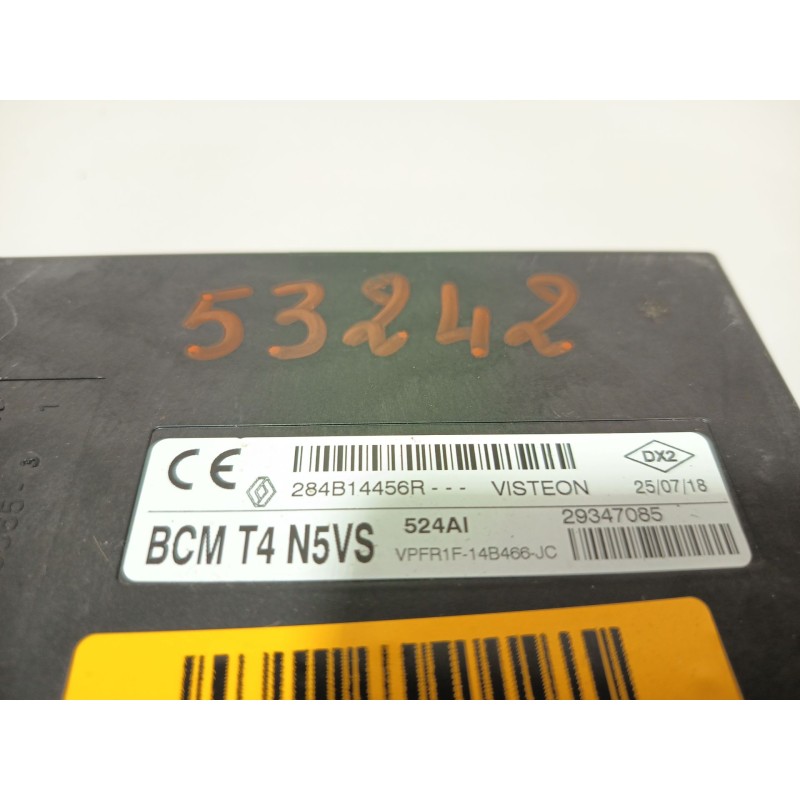 53242
CE 284B14456R--- VISTEON DX2 25/07/18
BCM T4 N5VS 524AI 29347085
VPFR1F-14B466-JC